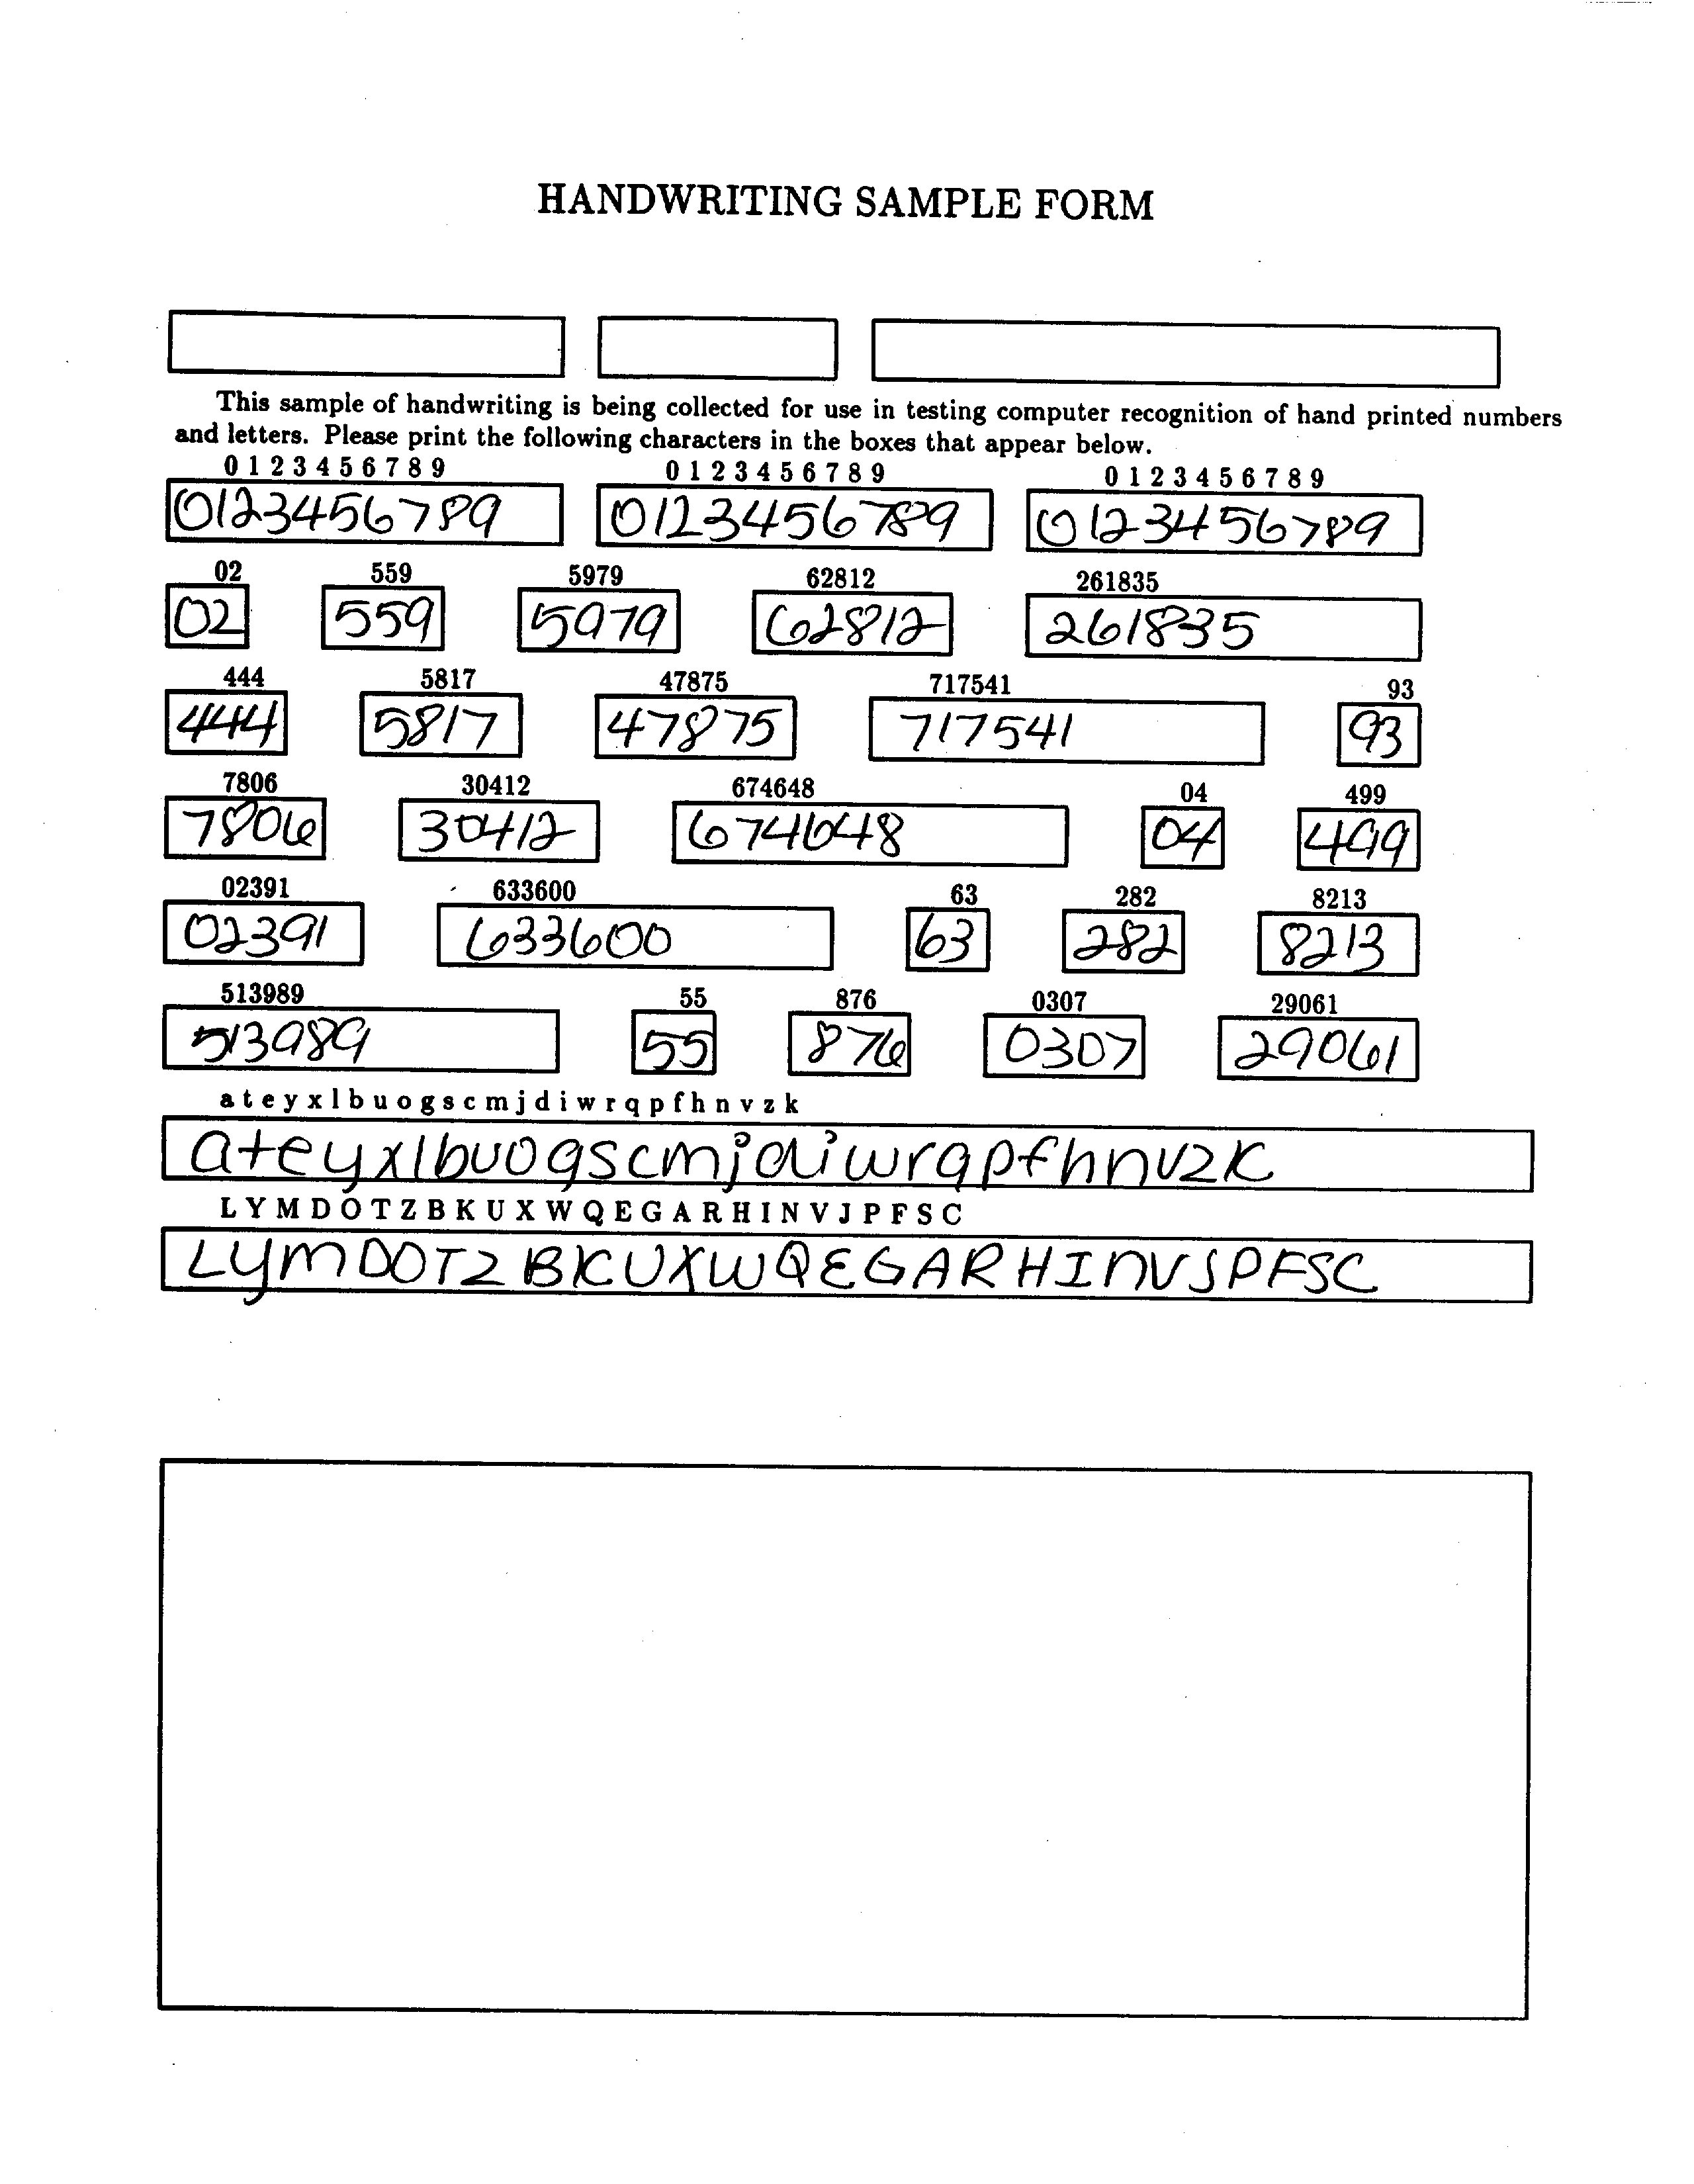 HANDWRITING SAMPLE FORM
This sample of handwriting is being collected for use in testing computer recognition of hand printed numbers
and letters. Please print the following characters in the boxes that appear below.
0 1 2 3 4 5 6 7 8 9 0 1 2 3 4 5 6 7 8 9 0 1 2 3 4 5 6 7 8 9
0123456789 0123456789 0123456789
02 559 5979 62812 261835
02 559 5979 62812 261835
444 5817 47875 717541 93
444 5817 47875 717541 93
7806 30412 674648 04 499
7806 30412 674648 04 499
02391 633600 63 282 8213
02391 633600 63 282 8213
513989 55 876 0307 29061
513989 55 876 0307 29061
a t e y x l b u o g s c m j d i w r q p f h n v z k
ateyxlbuogscmjdiwrqpfhnvzk
L Y M D O T Z B K U X W Q E G A R H I N V J P F S C
LYMDOTZBKUXWQEGARHINVJPFSC